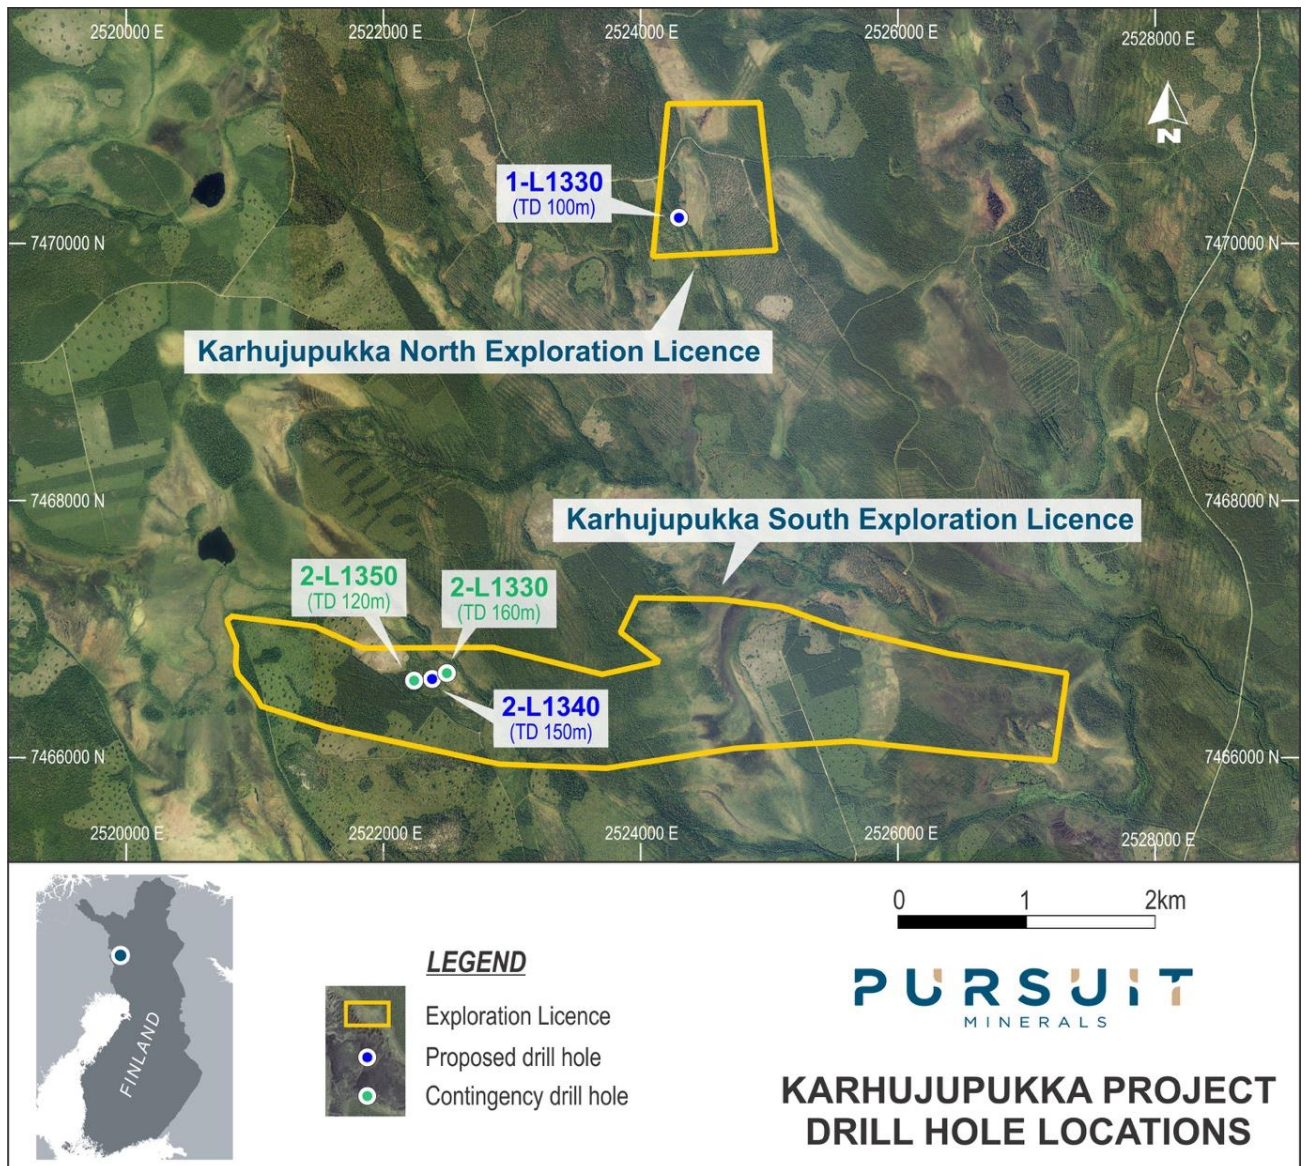 2520000 E
2522000 E
2524000 E
2526000 E
2528000 E
N
1-L1330
(TD 100m)
7470000 N
7470000 N
Karhujupukka North Exploration Licence
7468000 N
7468000 N
Karhujupukka South Exploration Licence
2-L1350
(TD 120m)
2-L1330
(TD 160m)
2-L1340
(TD 150m)
7466000 N
7466000 N
2520000 E
2522000 E
2524000 E
2526000 E
2528000 E
FINLAND
LEGEND
Exploration Licence
Proposed drill hole
Contingency drill hole
0 1 2km
PURSUIT
MINERALS
KARHUJUPUKKA PROJECT
DRILL HOLE LOCATIONS